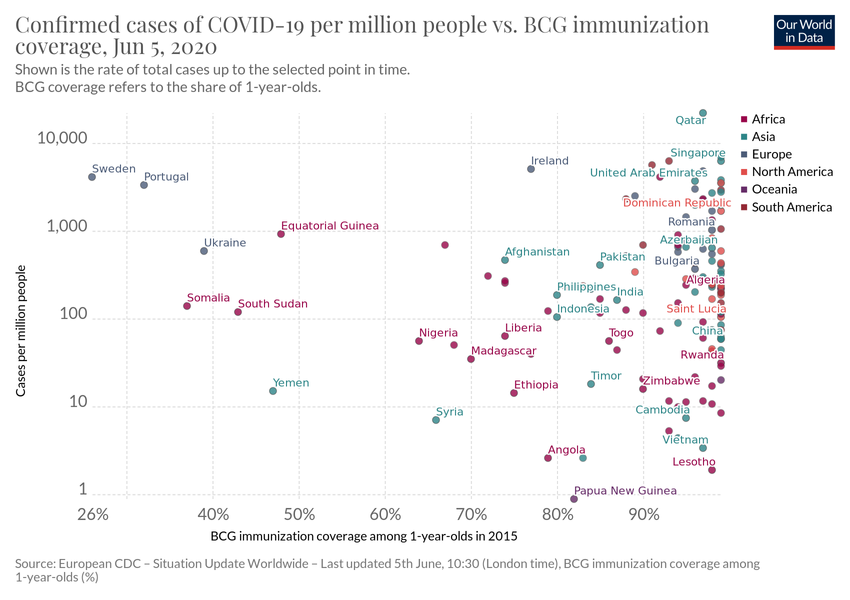 Confirmed cases of COVID-19 per million people vs. BCG immunization
coverage, Jun 5, 2020
Our World
in Data
Shown is the rate of total cases up to the selected point in time.
BCG coverage refers to the share of 1-year-olds.
Qatar
Africa
10,000
Asia
Singapore
Europe
Sweden
Ireland
Portugal
United Arab Emirates
North America
Oceania
Dominican Republic
South America
1,000
Equatorial Guinea
Romania
Ukraine
Azerbaijan
Afghanistan
Pakistan
Bulgaria
Algeria
Philippines
India
Somalia
South Sudan
Indonesia
Saint Lucia
100
Nigeria
Liberia
Togo
China
Madagascar
Rwanda
Yemen
Ethiopia
Timor
Zimbabwe
10
Syria
Cambodia
Angola
Vietnam
Lesotho
1
Papua New Guinea
Cases per million people
26%
40%
50%
60%
70%
80%
90%
BCG immunization coverage among 1-year-olds in 2015
Source: European CDC – Situation Update Worldwide – Last updated 5th June, 10:30 (London time), BCG immunization coverage among
1-year-olds (%)